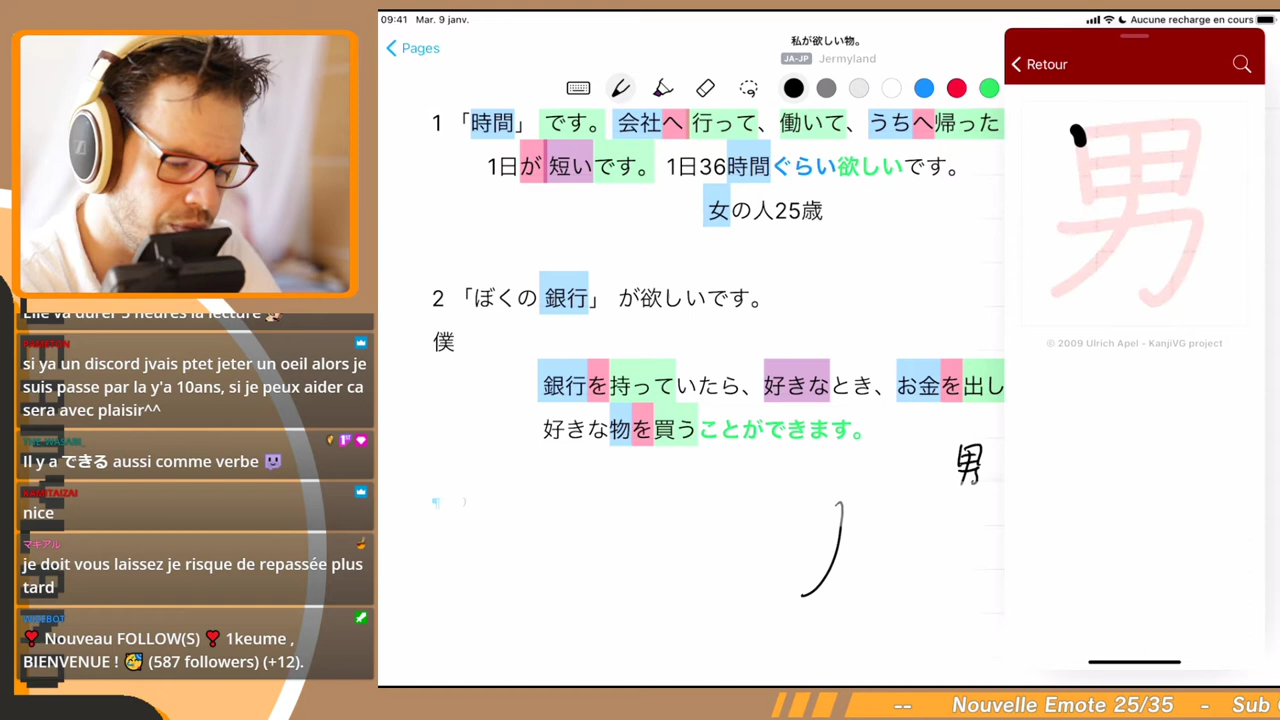 09:41 Mar. 9 janv.
Aucune recharge en cours
Pages
私が欲しい物。
JA-JP Jermyland
Retour
1 「時間」 です。 会社へ 行って、働いて、うちへ帰った
1日が 短いです。 1日36時間ぐらい欲しいです。
女の人25歳
2 「ぼくの 銀行」 が欲しいです。
僕
銀行を持っていたら、好きなとき、お金を出し
好きな物を買うことができます。
男
男
© 2009 Ulrich Apel - KanjiVG project
Elle va durer 3 heures la lecture
si ya un discord jvais ptet jeter un oeil alors je
suis passe par la y'a 10ans, si je peux aider ca
sera avec plaisir^^
THE_WASABI_
Il y a できる aussi comme verbe
KAMITAIZAI
nice
マキアル
je doit vous laissez je risque de repassée plus
tard
WIZEBOT
Nouveau FOLLOW(S) 1keume ,
BIENVENUE ! (587 followers) (+12).
-- Nouvelle Emote 25/35 - Sub